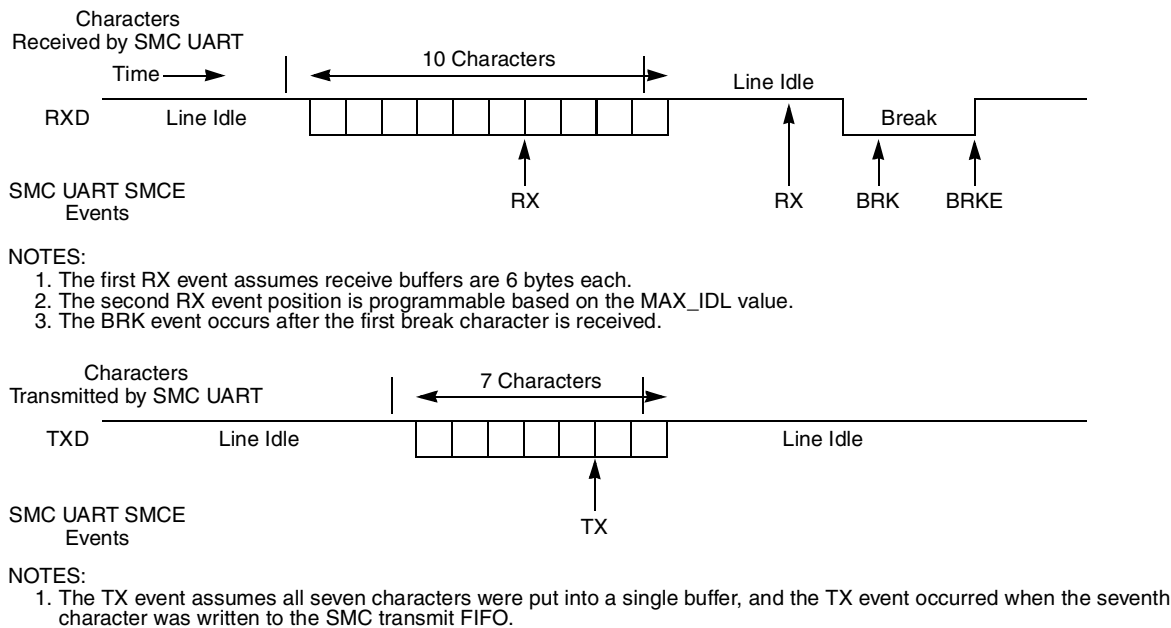 Characters
Received by SMC UART
10 Characters
Time
Line Idle
RXD
Line Idle
Break
SMC UART SMCE
Events
RX
RX
BRK
BRKE
NOTES:
1. The first RX event assumes receive buffers are 6 bytes each.
2. The second RX event position is programmable based on the MAX_IDL value.
3. The BRK event occurs after the first break character is received.
Characters
Transmitted by SMC UART
7 Characters
TXD
Line Idle
Line Idle
SMC UART SMCE
Events
TX
NOTES:
1. The TX event assumes all seven characters were put into a single buffer, and the TX event occurred when the seventh
character was written to the SMC transmit FIFO.